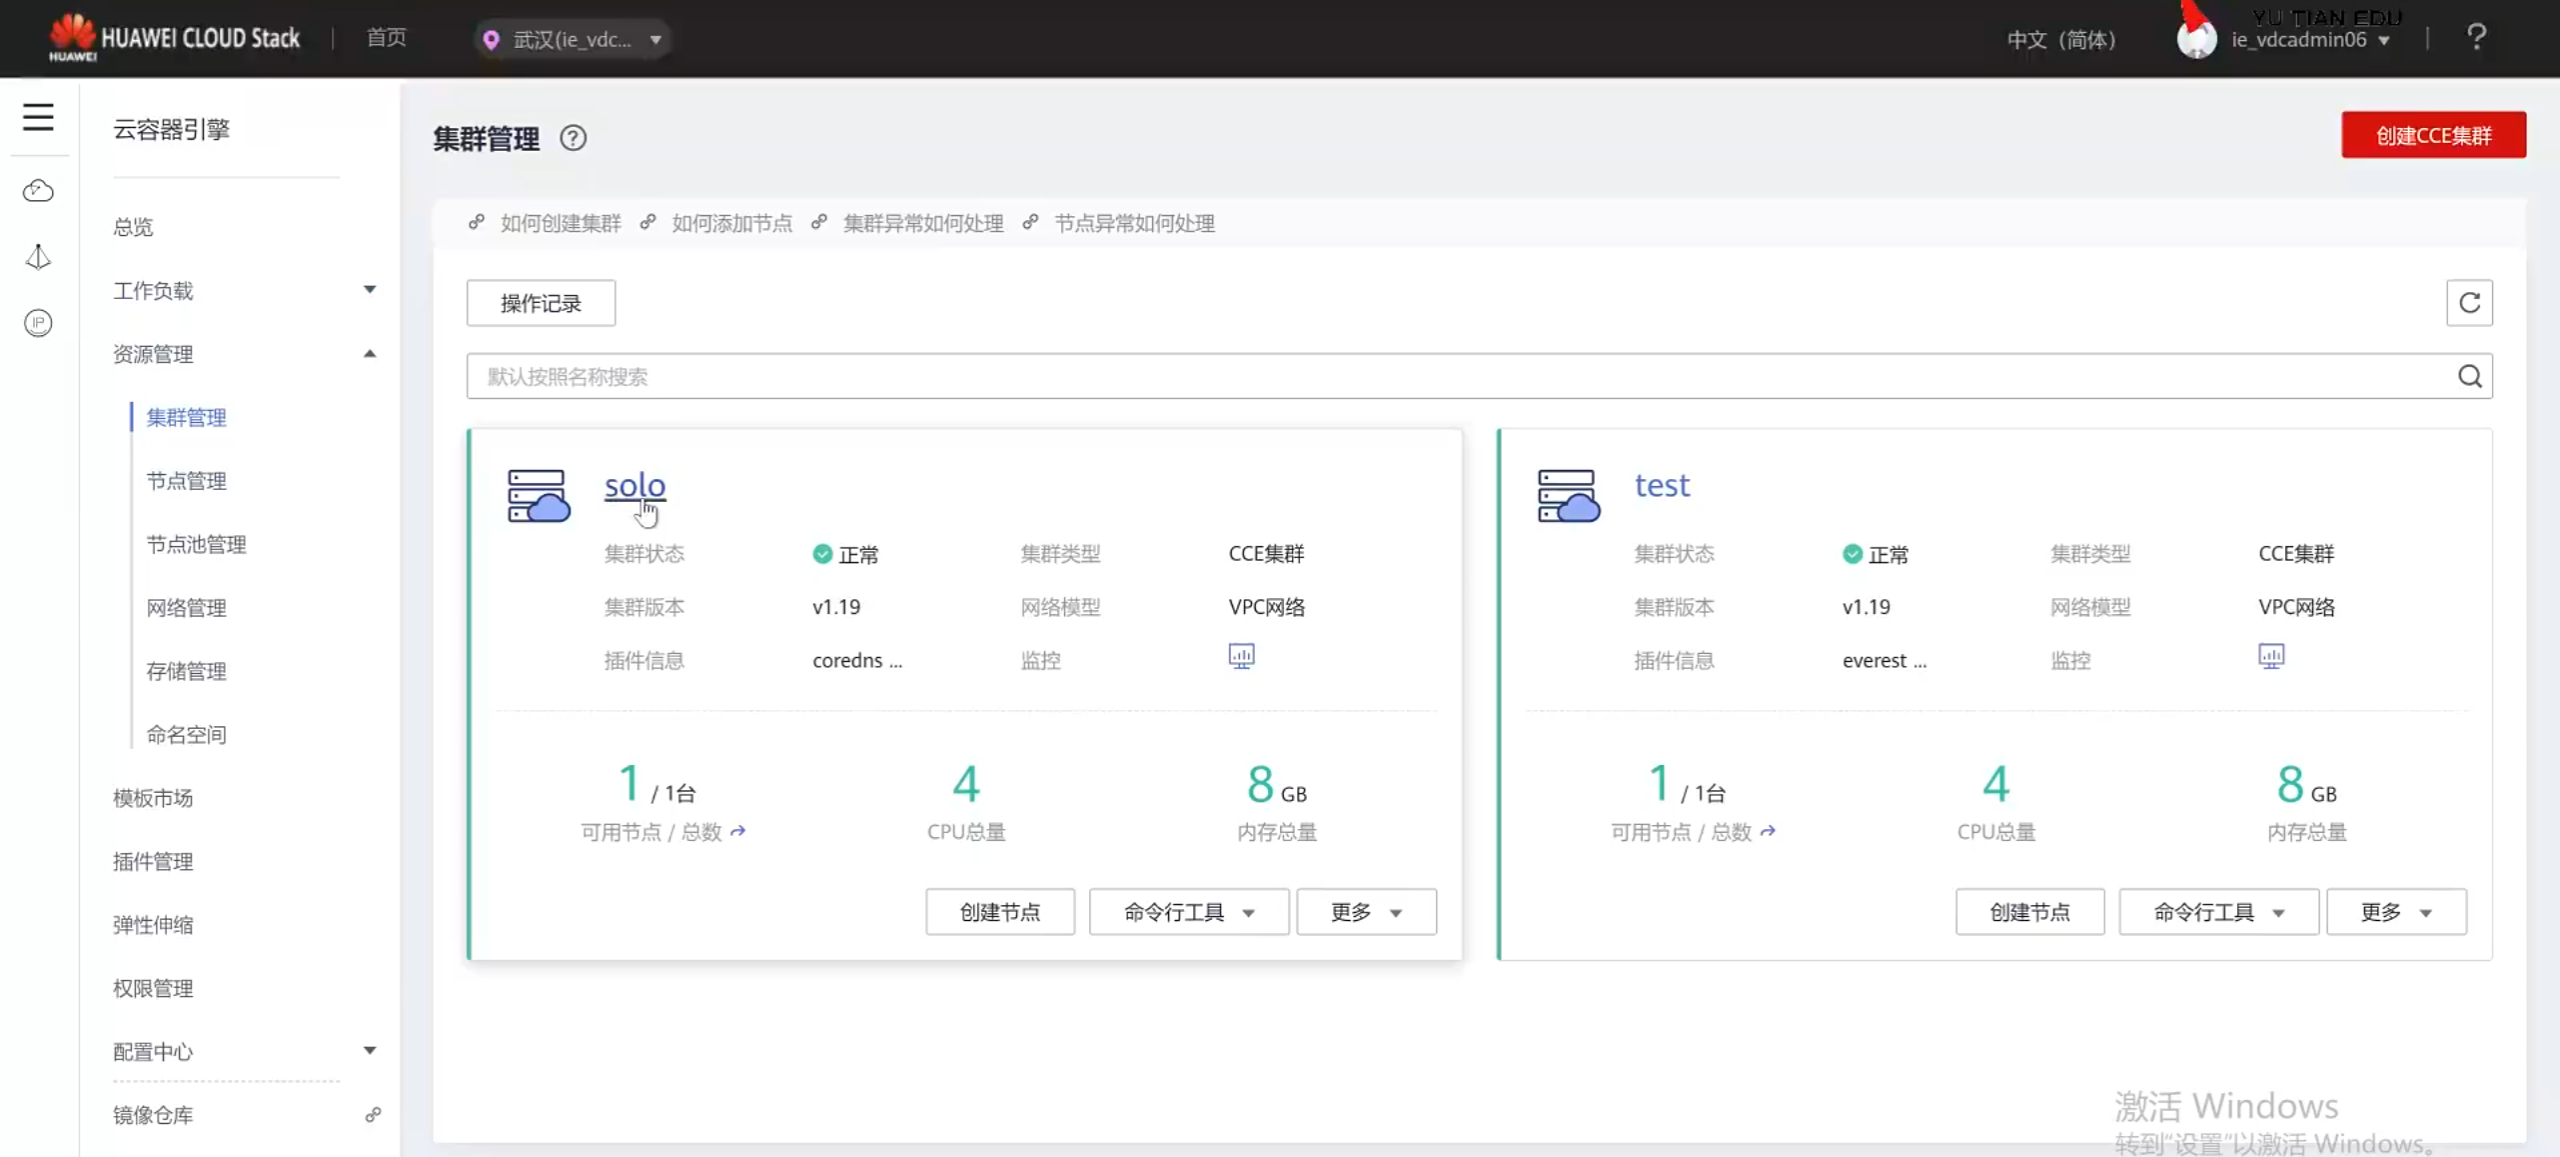 HUAWEI
HUAWEI CLOUD Stack
首页
武汉(ie_vdc...
中文（简体）
YU TIAN EDU
ie_vdcadmin06
云容器引擎
总览
工作负载
资源管理
集群管理
节点管理
节点池管理
网络管理
存储管理
命名空间
模板市场
插件管理
弹性伸缩
权限管理
配置中心
镜像仓库
集群管理
创建CCE集群
如何创建集群 如何添加节点 集群异常如何处理 节点异常如何处理
操作记录
默认按照名称搜索
solo
集群状态 正常 集群类型 CCE集群
集群版本 v1.19 网络模型 VPC网络
插件信息 coredns ... 监控
1 / 1台 4 8 GB
可用节点 / 总数 CPU总量 内存总量
创建节点 命令行工具 更多
test
集群状态 正常 集群类型 CCE集群
集群版本 v1.19 网络模型 VPC网络
插件信息 everest ... 监控
1 / 1台 4 8 GB
可用节点 / 总数 CPU总量 内存总量
创建节点 命令行工具 更多
激活 Windows
转到"设置"以激活 Windows。